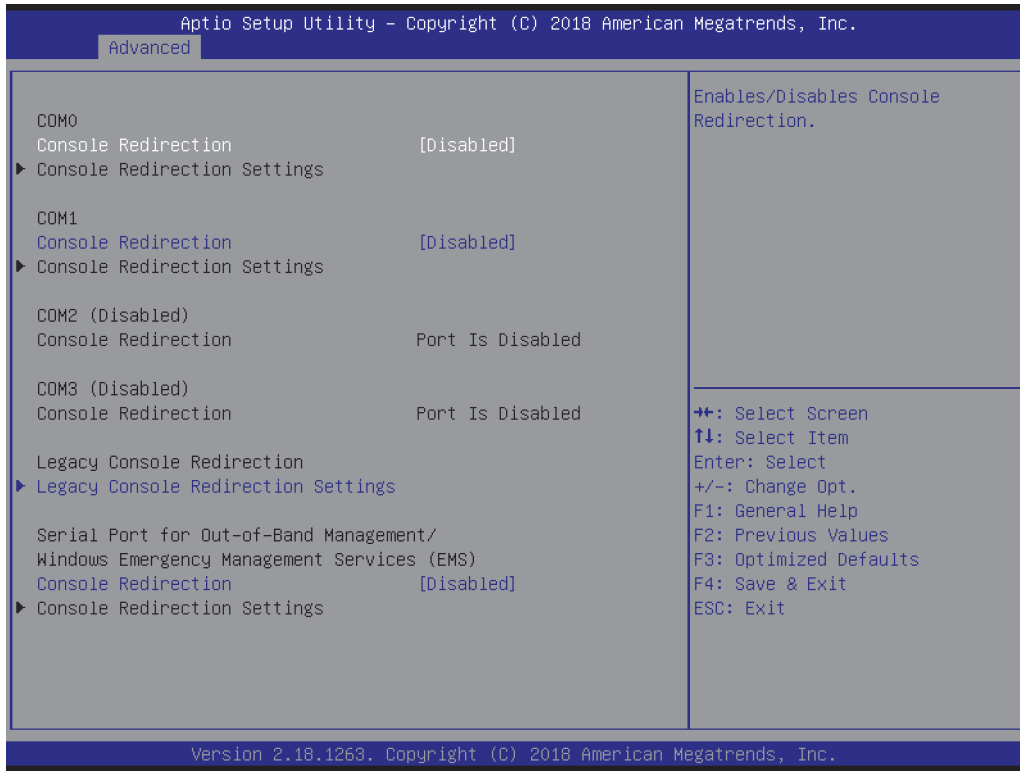 Aptio Setup Utility – Copyright (C) 2018 American Megatrends, Inc.
Advanced
COM0
Console Redirection [Disabled]
▶ Console Redirection Settings
COM1
Console Redirection [Disabled]
▶ Console Redirection Settings
COM2 (Disabled)
Console Redirection Port Is Disabled
COM3 (Disabled)
Console Redirection Port Is Disabled
Legacy Console Redirection
▶ Legacy Console Redirection Settings
Serial Port for Out-of-Band Management/
Windows Emergency Management Services (EMS)
Console Redirection [Disabled]
▶ Console Redirection Settings
Enables/Disables Console
Redirection.
→←: Select Screen
↑↓: Select Item
Enter: Select
+/-: Change Opt.
F1: General Help
F2: Previous Values
F3: Optimized Defaults
F4: Save & Exit
ESC: Exit
Version 2.18.1263. Copyright (C) 2018 American Megatrends, Inc.